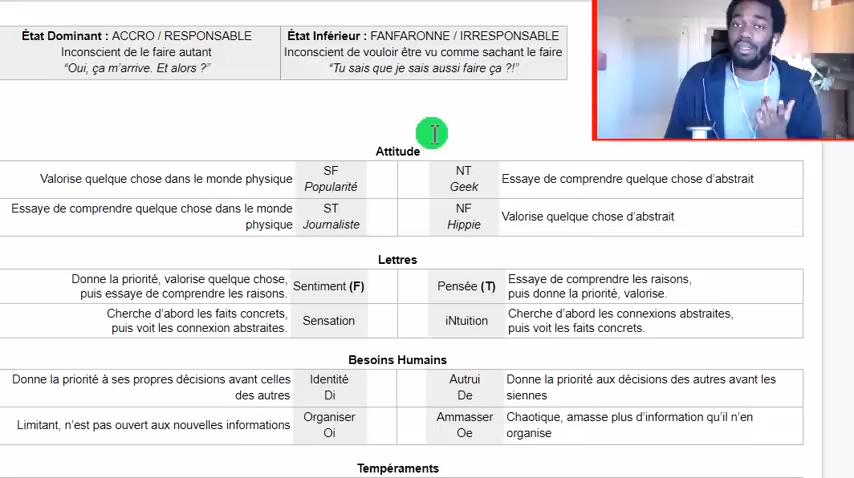 État Dominant : ACCRO / RESPONSABLE
Inconscient de le faire autant
“Oui, ça m’arrive. Et alors ?”
État Inférieur : FANFARONNE / IRRESPONSABLE
Inconscient de vouloir être vu comme sachant le faire
“Tu sais que je sais aussi faire ça ?!”
Attitude
Valorise quelque chose dans le monde physique
SF
Popularité
NT
Geek
Essaye de comprendre quelque chose d’abstrait
Essaye de comprendre quelque chose dans le monde
physique
ST
Journaliste
NF
Hippie
Valorise quelque chose d’abstrait
Lettres
Donne la priorité, valorise quelque chose,
puis essaye de comprendre les raisons.
Sentiment (F)
Pensée (T)
Essaye de comprendre les raisons,
puis donne la priorité, valorise.
Cherche d’abord les faits concrets,
puis voit les connexion abstraites.
Sensation
iNtuition
Cherche d’abord les connexions abstraites,
puis voit les faits concrets.
Besoins Humains
Donne la priorité à ses propres décisions avant celles
des autres
Identité
Di
Autrui
De
Donne la priorité aux décisions des autres avant les
siennes
Limitant, n’est pas ouvert aux nouvelles informations
Organiser
Oi
Ammasser
Oe
Chaotique, amasse plus d’information qu’il n’en
organise
Tempéraments